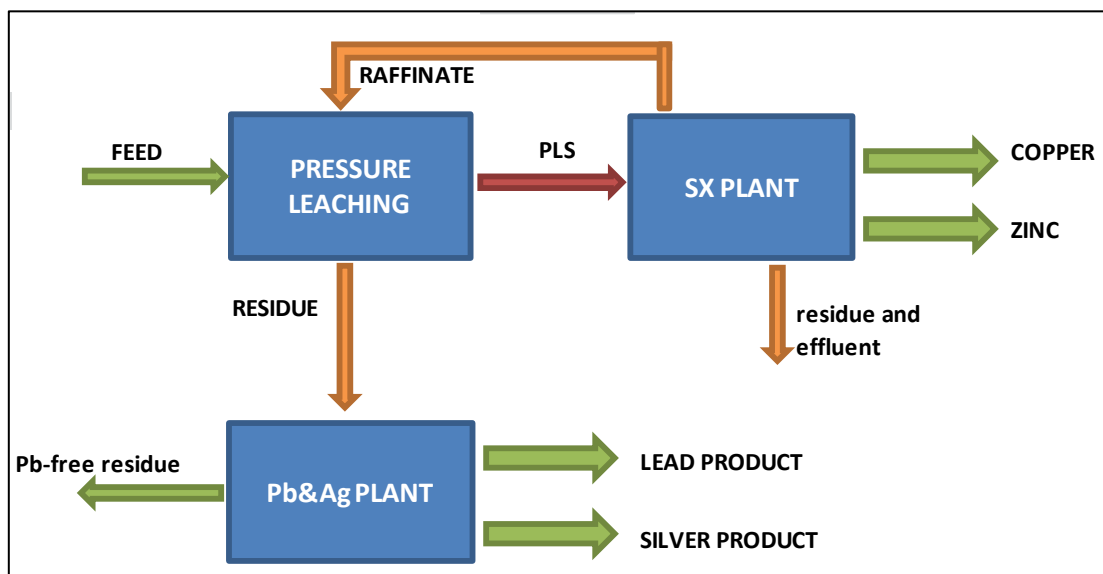 RAFFINATE
FEED
PRESSURE
LEACHING
PLS
SX PLANT
COPPER
ZINC
RESIDUE
residue and
effluent
Pb-free residue
Pb&Ag PLANT
LEAD PRODUCT
SILVER PRODUCT